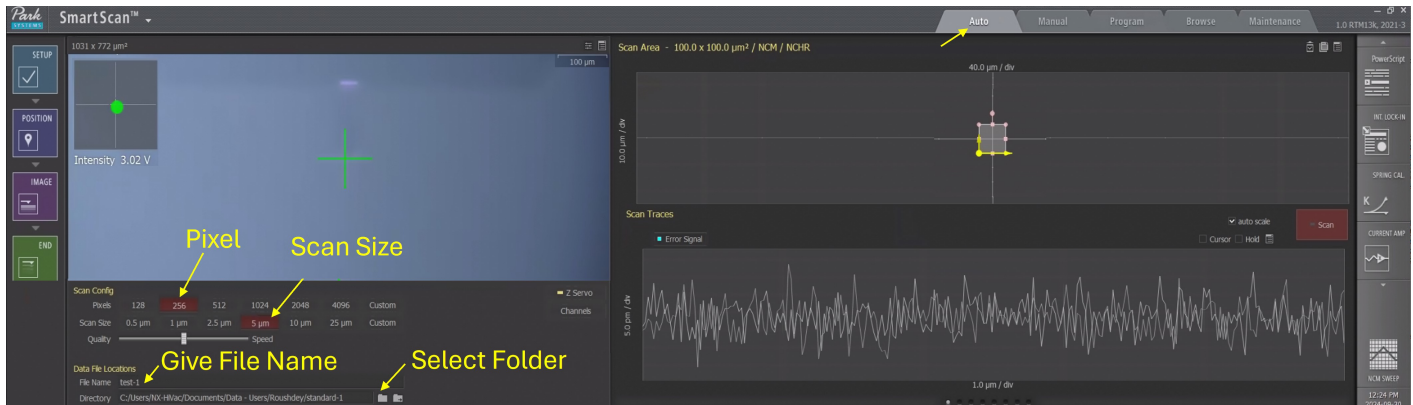 Park SYSTEMS SmartScan™
Auto Manual Program Browse Maintenance
1.0 RTM13k, 2021-3
SETUP
POSITION
IMAGE
END
1031 x 772 µm²
100 µm
Intensity 3.02 V
Pixel
Scan Size
Scan Config
Pixels 128 256 512 1024 2048 4096 Custom
Scan Size 0.5 µm 1 µm 2.5 µm 5 µm 10 µm 25 µm Custom
Quality Speed
Z Servo
Channels
Give File Name
Select Folder
Data File Locations
File Name test-1
Directory C:/Users/NX-HiVac/Documents/Data - Users/Roushdey/standard-1
Scan Area - 100.0 x 100.0 µm² / NCM / NCHR
40.0 µm / div
10.0 µm / div
Scan Traces
Error Signal
auto scale
Cursor Hold
Scan
5.0 pm / div
1.0 µm / div
PowerScript
INT. LOCK-IN
SPRING CAL.
K
CURRENT AMP
NCM SWEEP
12:24 PM
2024-09-20